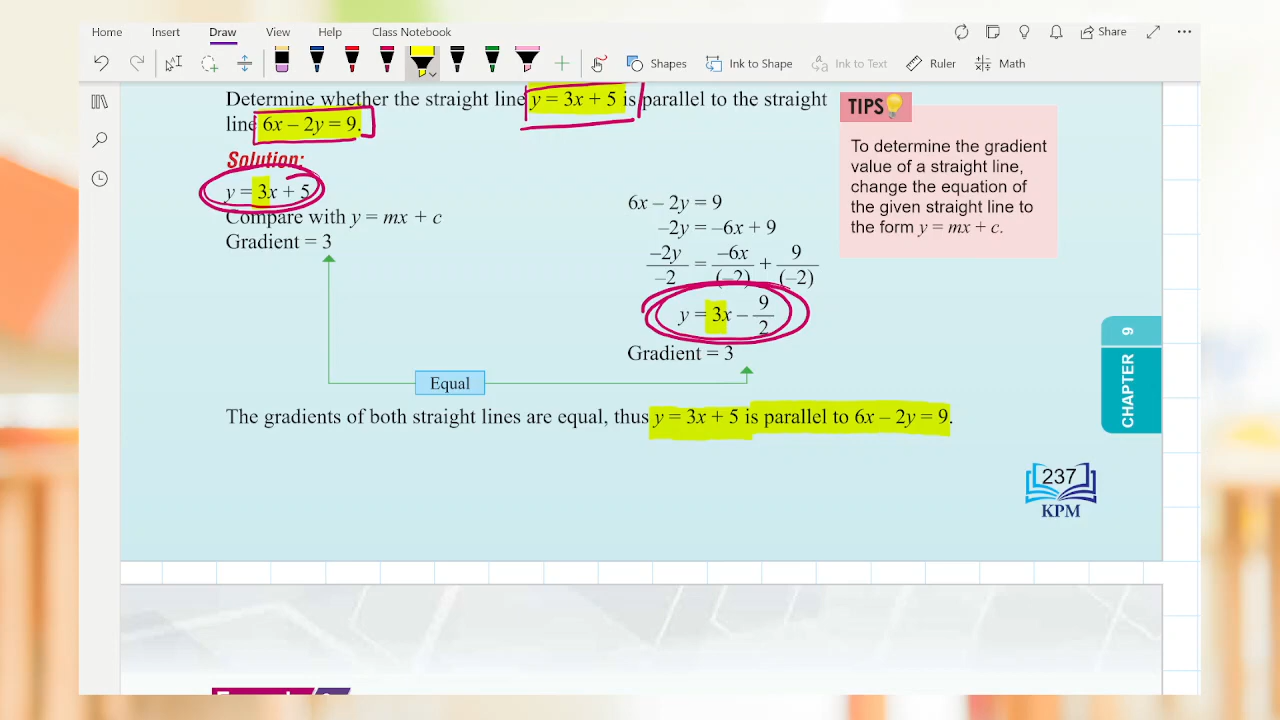 Home Insert Draw View Help Class Notebook Share
Shapes Ink to Shape Ink to Text Ruler Math
Determine whether the straight line y = 3x + 5 is parallel to the straight
line 6x – 2y = 9.
Solution:
y = 3x + 5
Compare with y = mx + c
Gradient = 3
6x – 2y = 9
–2y = –6x + 9
–2y/–2 = –6x/(–2) + 9/(–2)
y = 3x – 9/2
Gradient = 3
Equal
The gradients of both straight lines are equal, thus y = 3x + 5 is parallel to 6x – 2y = 9.
TIPS
To determine the gradient
value of a straight line,
change the equation of
the given straight line to
the form y = mx + c.
CHAPTER 9
237
KPM